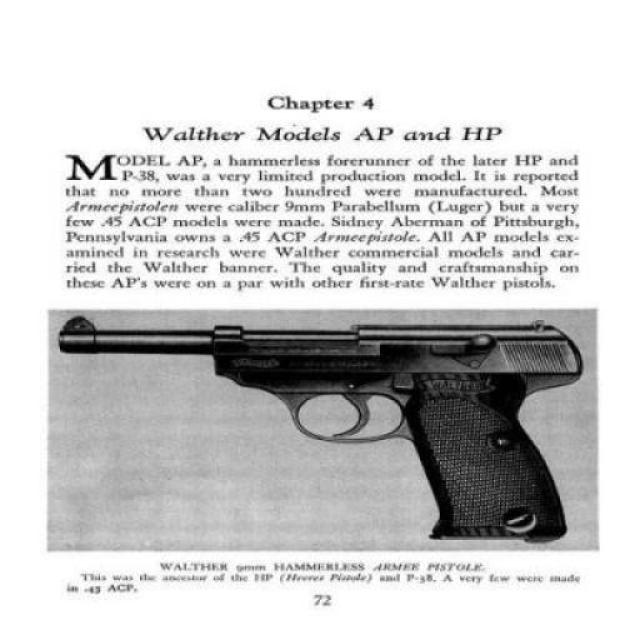 Chapter 4
Walther Models AP and HP
MODEL AP, a hammerless forerunner of the later HP and
P-38, was a very limited production model. It is reported
that no more than two hundred were manufactured. Most
Armeepistolen were caliber 9mm Parabellum (Luger) but a very
few .45 ACP models were made. Sidney Aberman of Pittsburgh,
Pennsylvania owns a .45 ACP Armeepistole. All AP models ex-
amined in research were Walther commercial models and car-
ried the Walther banner. The quality and craftsmanship on
these AP's were on a par with other first-rate Walther pistols.
WALTHER
WALTHER 9mm HAMMERLESS ARMEE PISTOLE.
This was the ancestor of the HP (Heeres Pistole) and P-38. A very few were made
in .45 ACP.
72